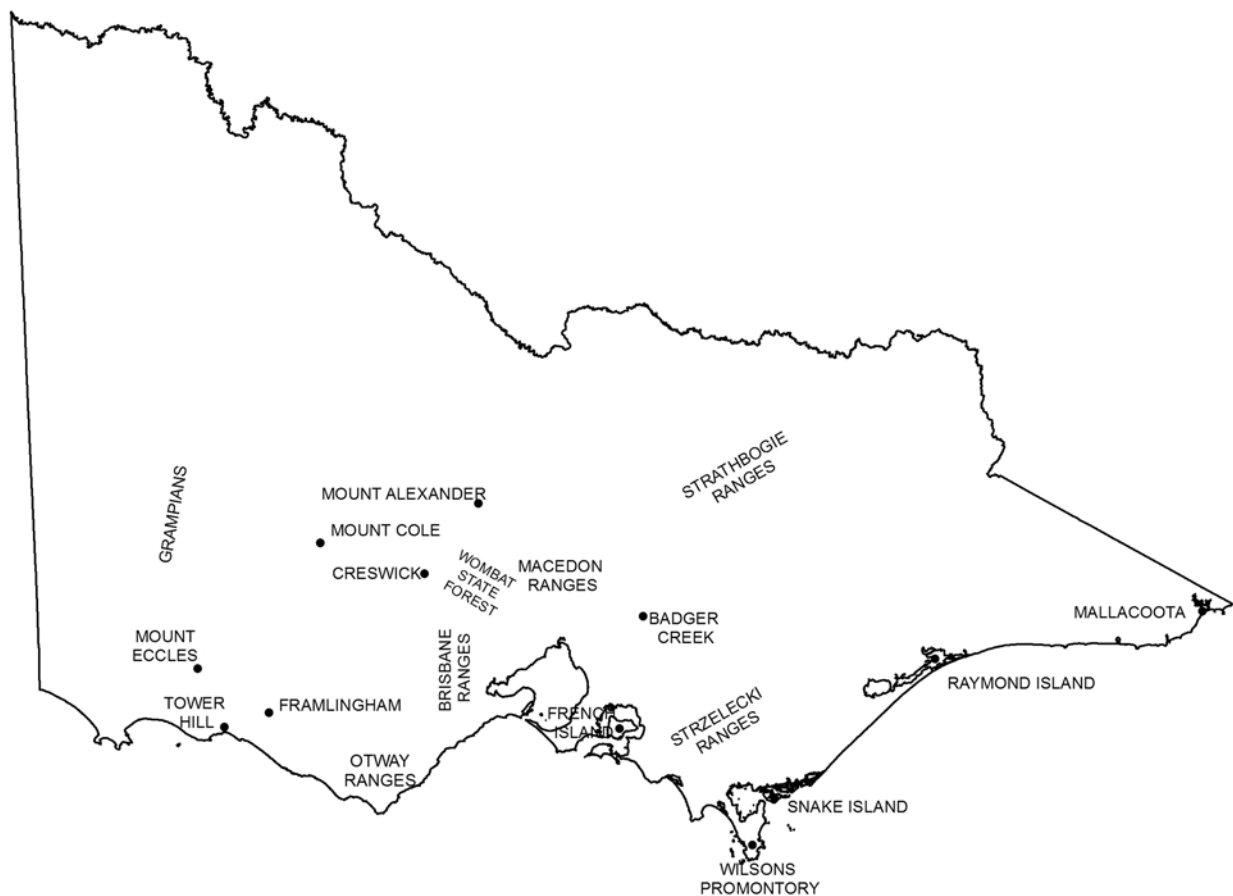 STRATHBOGIE
RANGES
GRAMPIANS
MOUNT ALEXANDER
MOUNT COLE
CRESWICK
WOMBAT
STATE
FOREST
MACEDON
RANGES
BADGER
CREEK
MALLACOOTA
MOUNT
ECCLES
BRISBANE
RANGES
RAYMOND ISLAND
TOWER
HILL
FRAMLINGHAM
FRENCH
ISLAND
STRZELECKI
RANGES
OTWAY
RANGES
SNAKE ISLAND
WILSONS
PROMONTORY